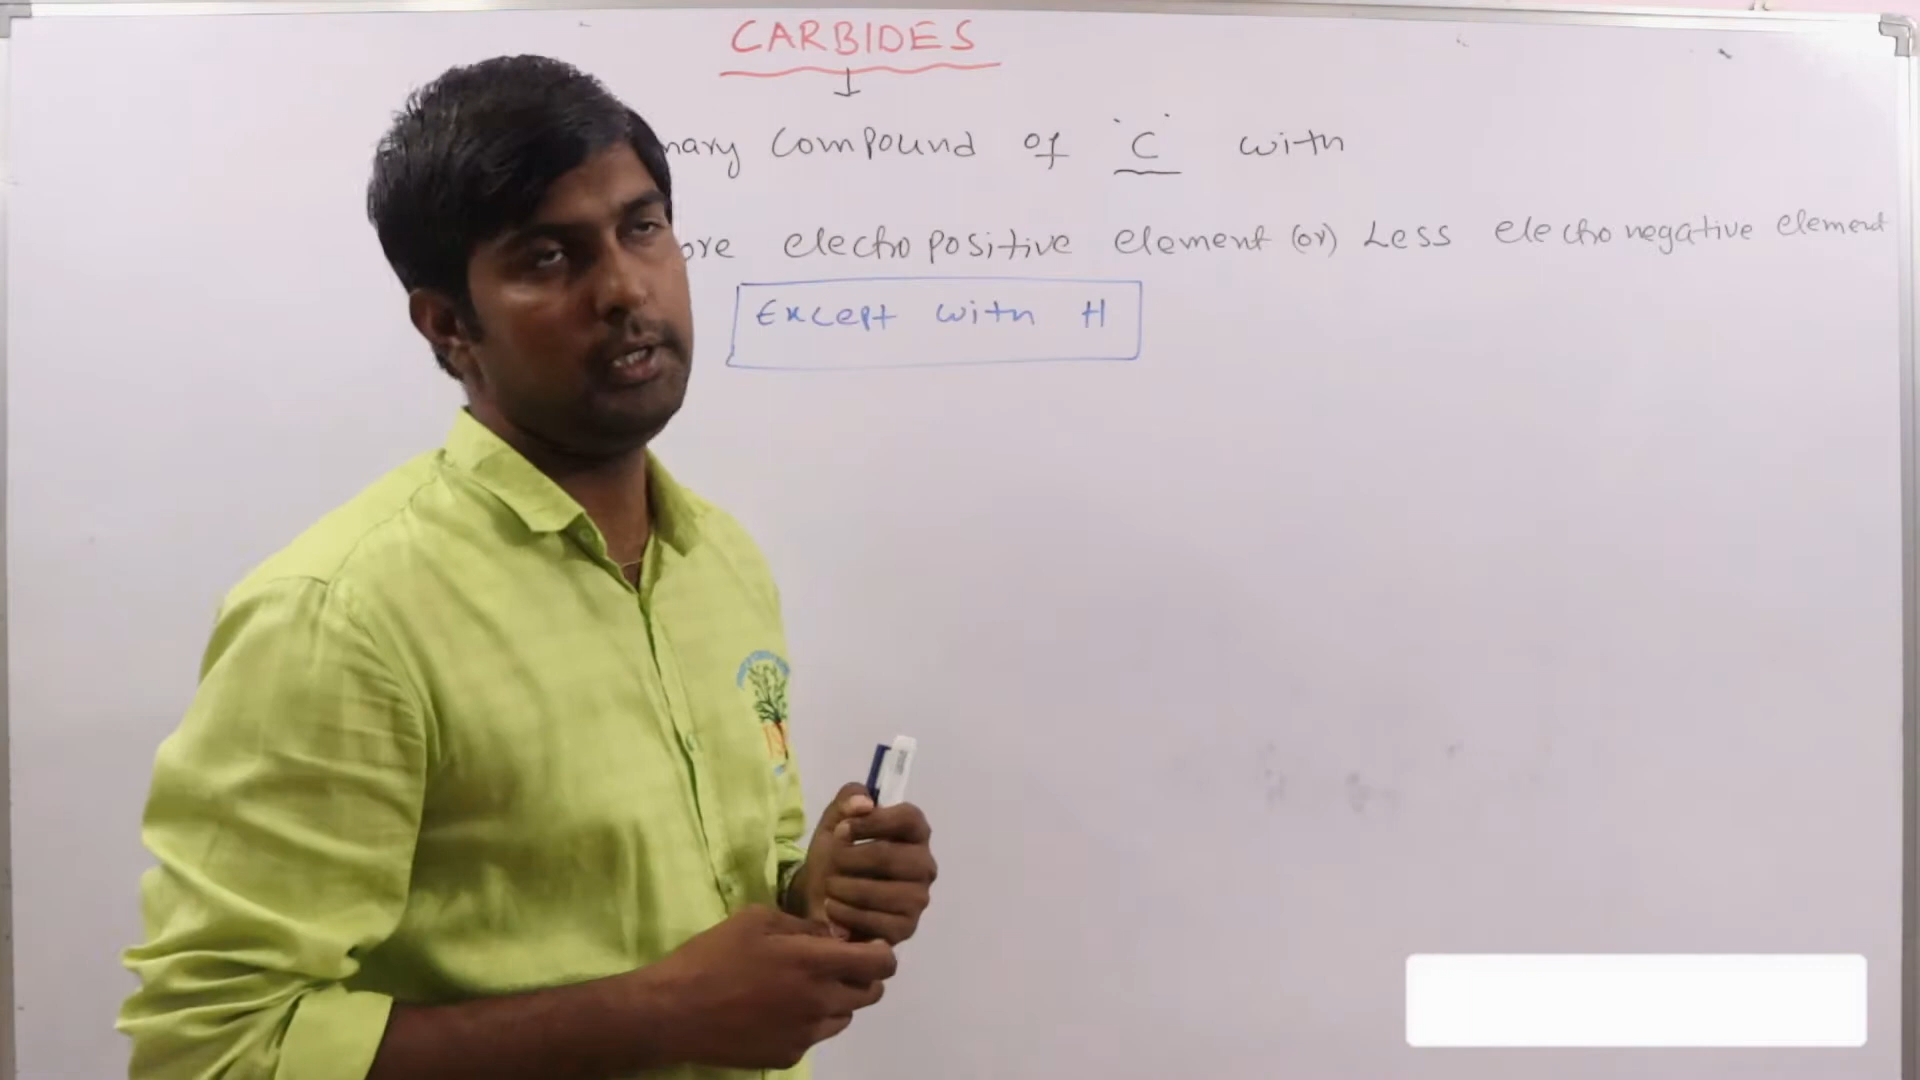 CARBIDES
nary Compound of 'C' with
ore electropositive element (or) Less electronegative element
Except with H